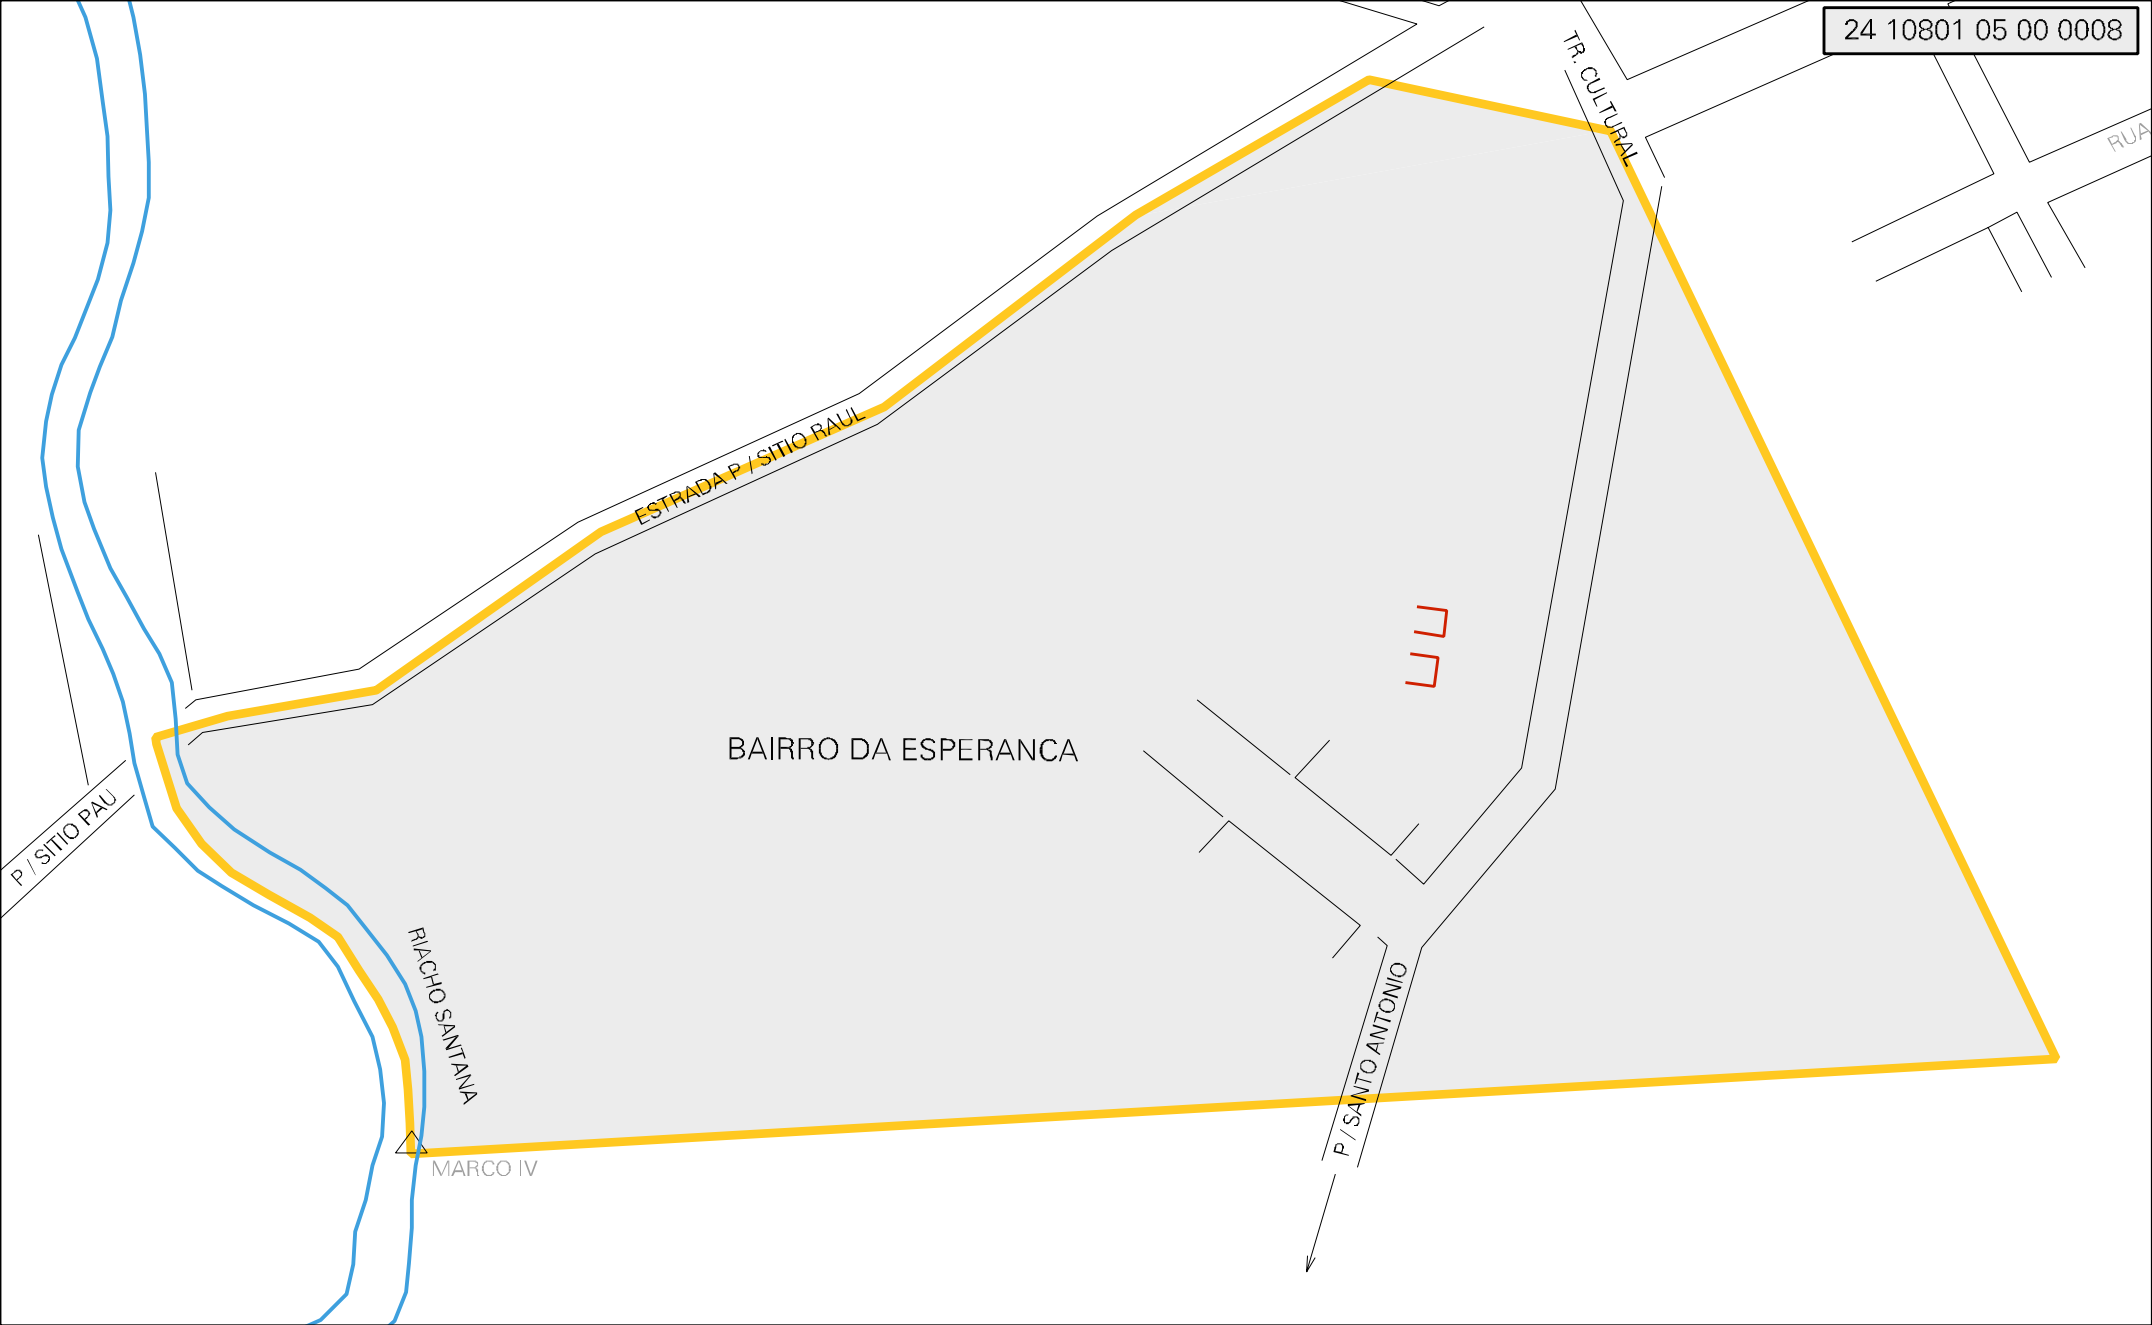 24 10801 05 00 0008
TR. CULTURAL
RUA
ESTRADA P / SITIO RAUL
BAIRRO DA ESPERANCA
P / SITIO PAU
RIACHO SANTANA
P / SANTO ANTONIO
MARCO IV